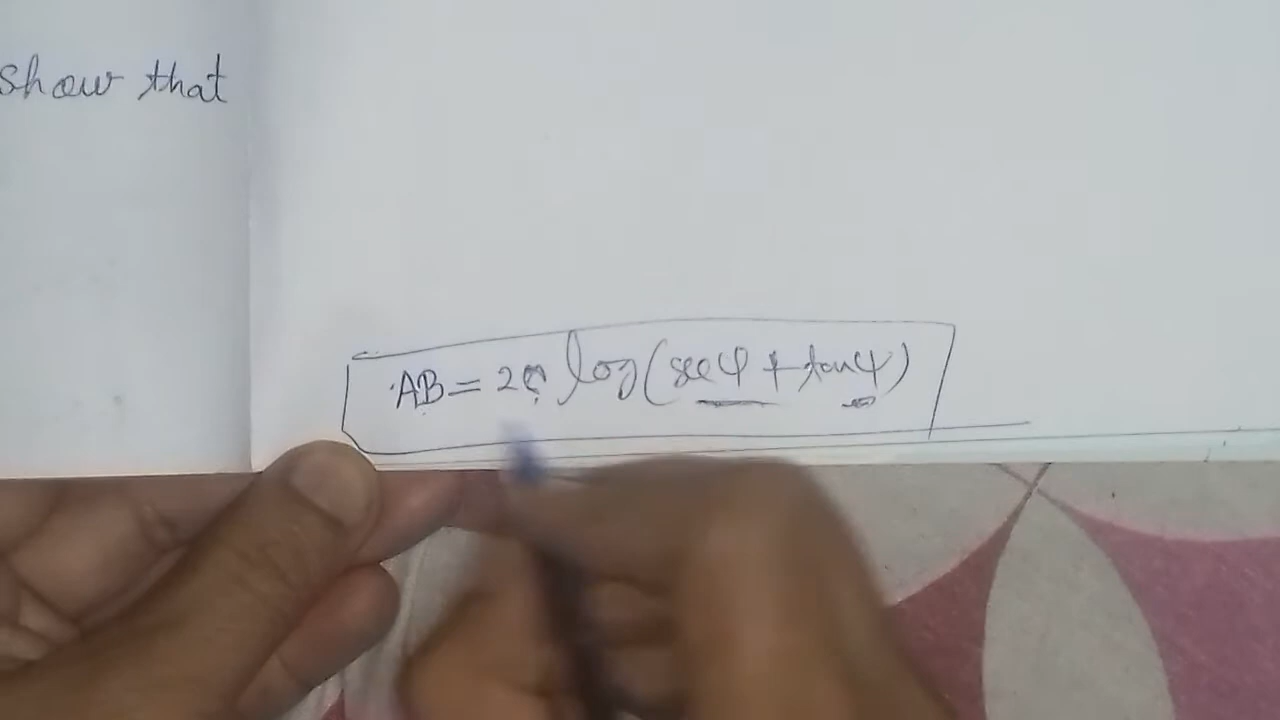 show that
AB = 2c log(secψ + tanψ)